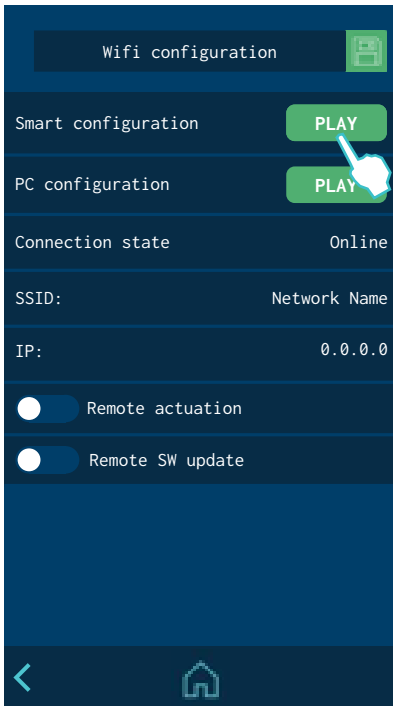 Wifi configuration
Smart configuration PLAY
PC configuration PLAY
Connection state Online
SSID: Network Name
IP: 0.0.0.0
Remote actuation
Remote SW update